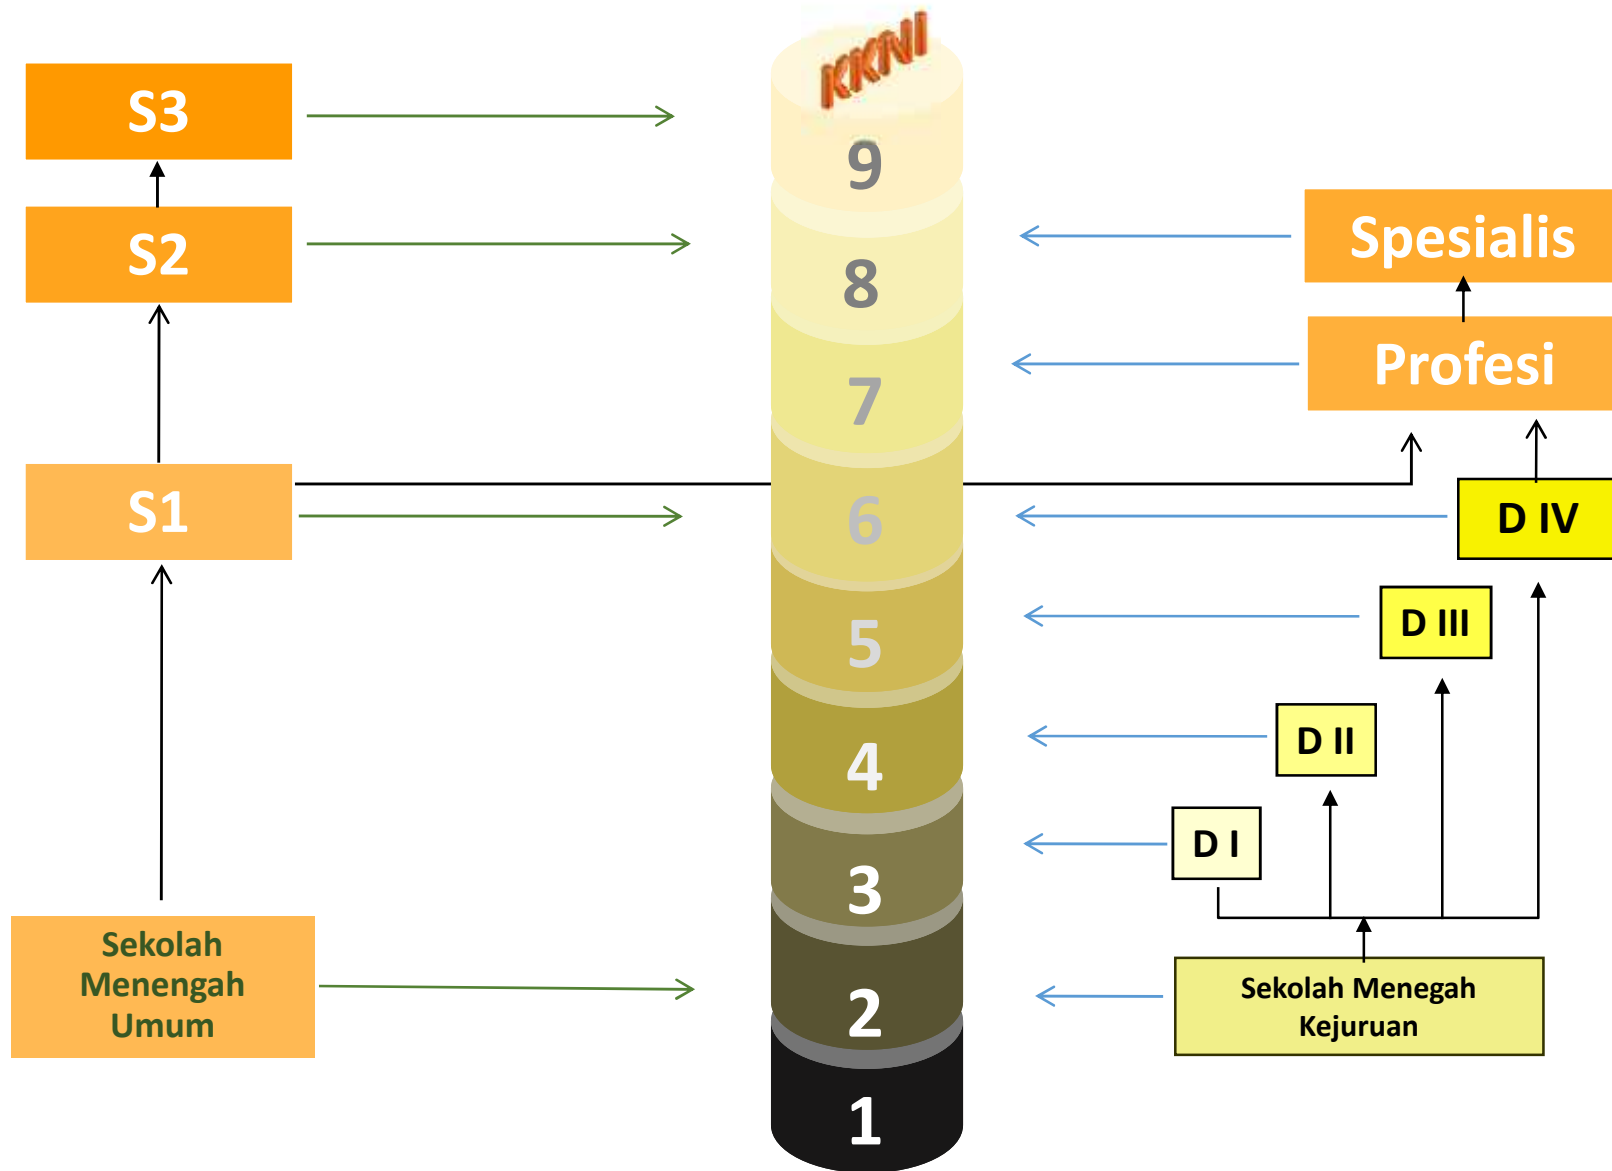 KKNI
S3
9
S2
Spesialis
8
Profesi
7
S1
6
D IV
5
D III
4
D II
3
D I
Sekolah
Menengah
Umum
2
Sekolah Menegah
Kejuruan
1